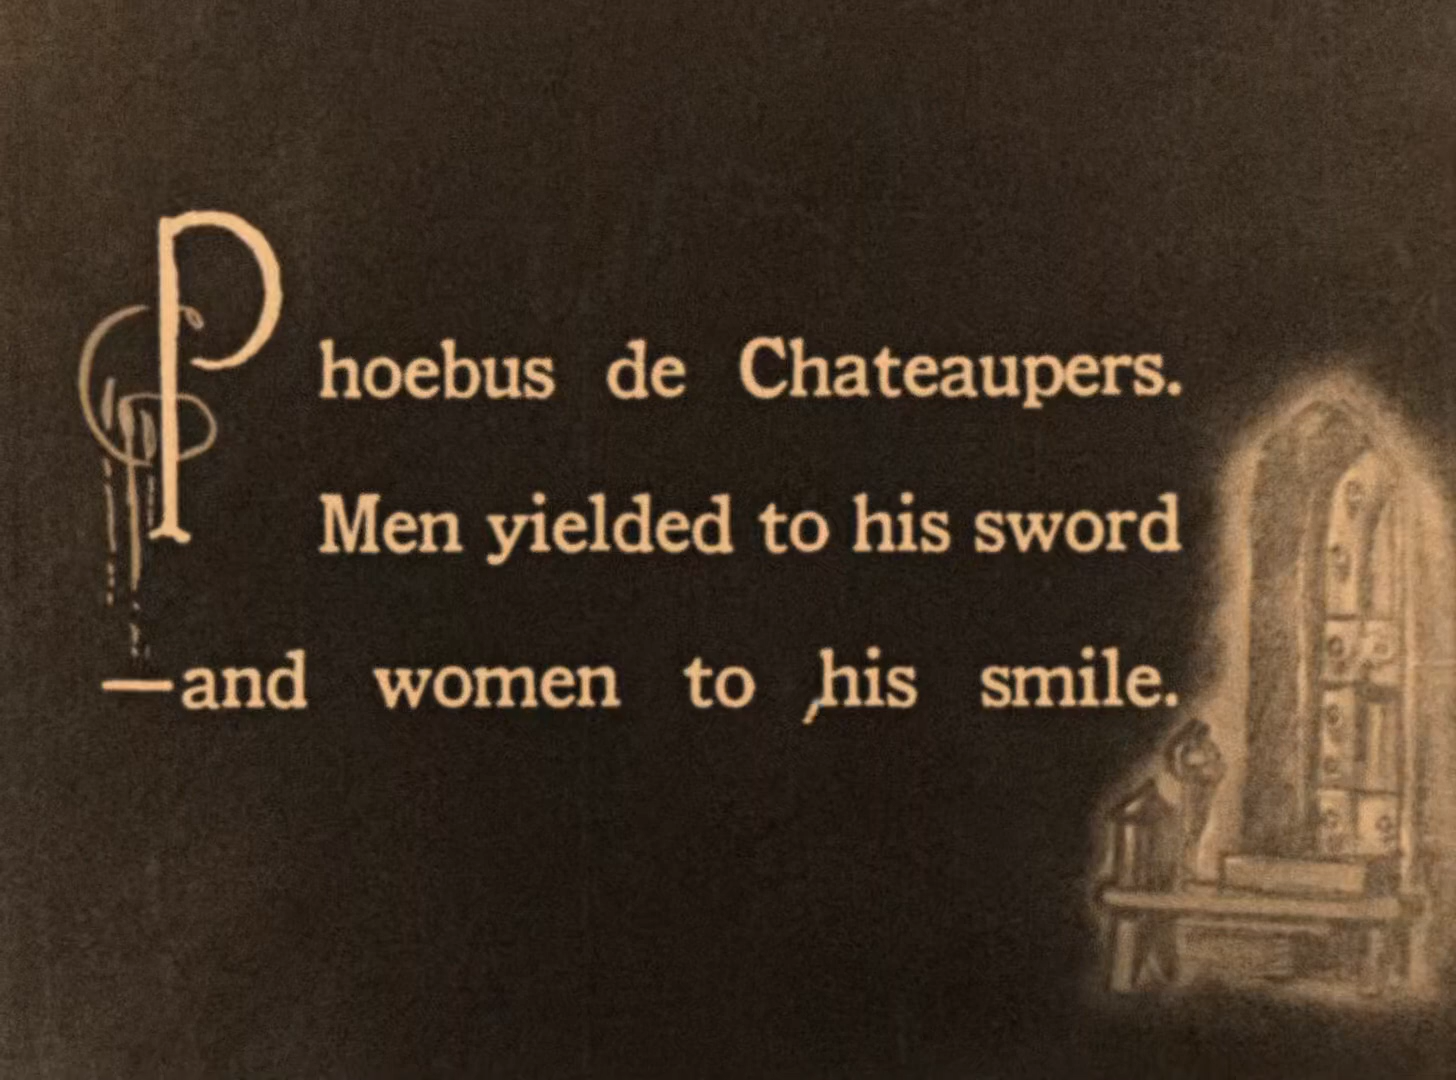 Phoebus de Chateaupers.
Men yielded to his sword
—and women to his smile.